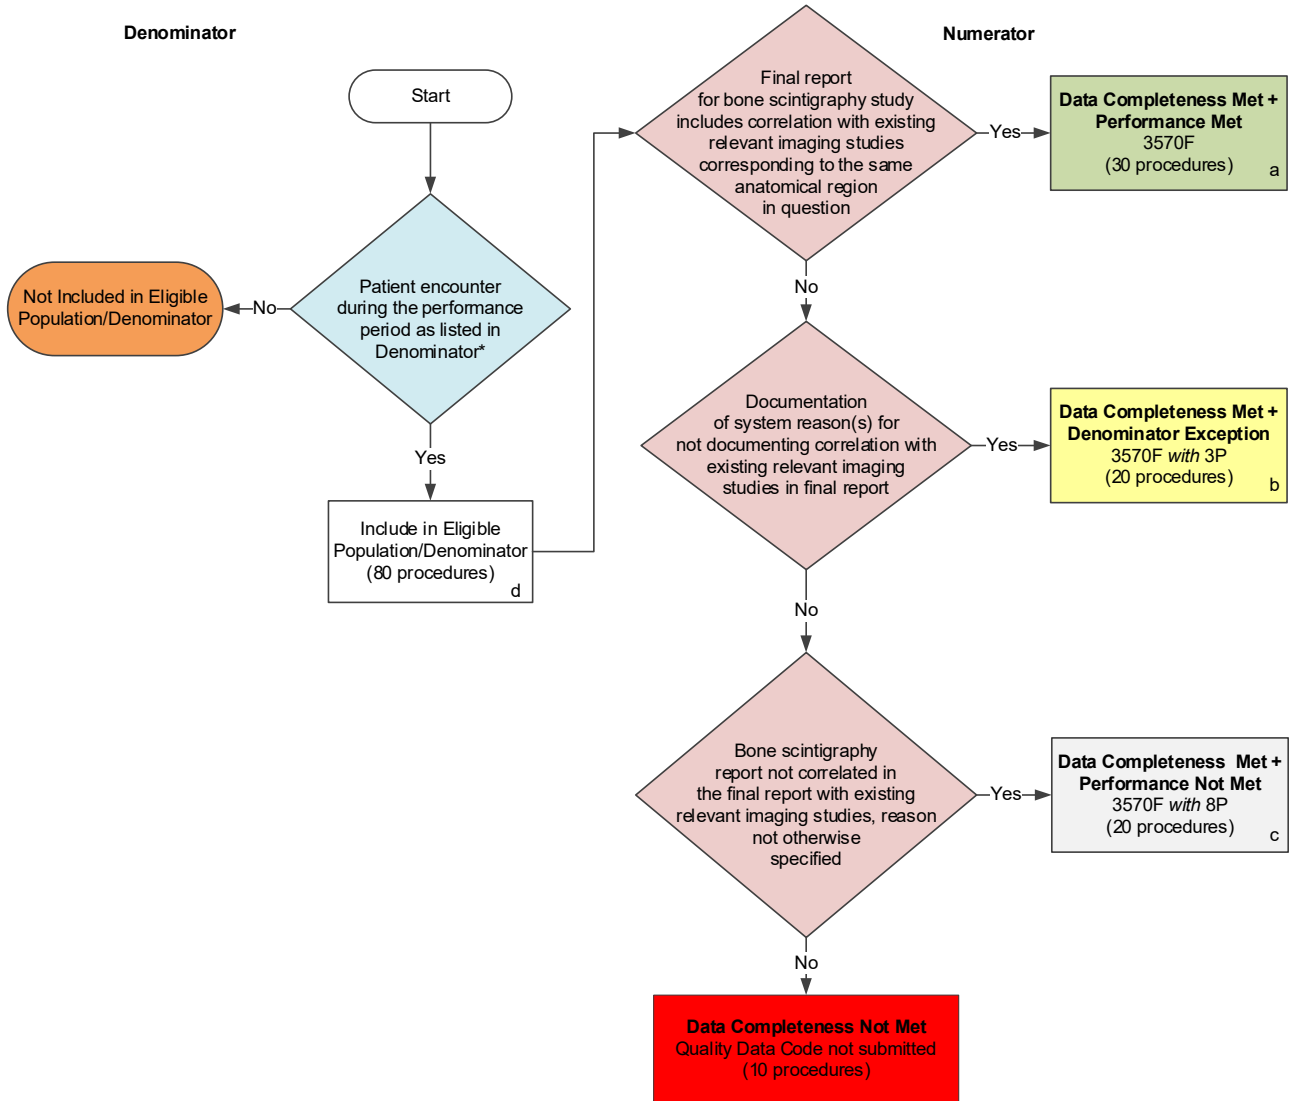 Denominator
Numerator
Start
Patient encounter
during the performance
period as listed in
Denominator*
No
Not Included in Eligible
Population/Denominator
Yes
Include in Eligible
Population/Denominator
(80 procedures)
d
Final report
for bone scintigraphy study
includes correlation with existing
relevant imaging studies
corresponding to the same
anatomical region
in question
Yes
Data Completeness Met +
Performance Met
3570F
(30 procedures)
a
No
Documentation
of system reason(s) for
not documenting correlation with
existing relevant imaging
studies in final report
Yes
Data Completeness Met +
Denominator Exception
3570F with 3P
(20 procedures)
b
No
Bone scintigraphy
report not correlated in
the final report with existing
relevant imaging studies, reason
not otherwise
specified
Yes
Data Completeness Met +
Performance Not Met
3570F with 8P
(20 procedures)
c
No
Data Completeness Not Met
Quality Data Code not submitted
(10 procedures)